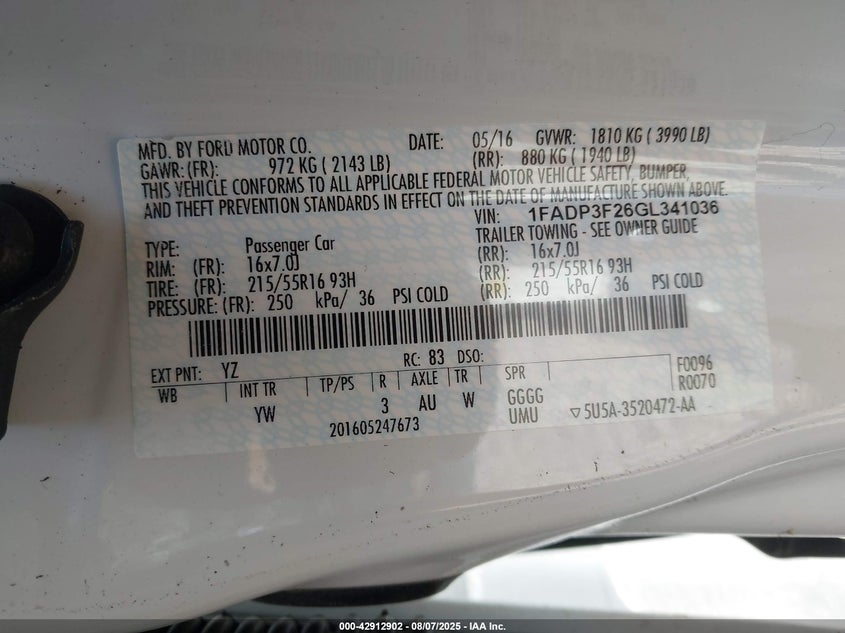 MFD. BY FORD MOTOR CO. DATE: 05/16 GVWR: 1810 KG ( 3990 LB)
GAWR: (FR): 972 KG ( 2143 LB) (RR): 880 KG ( 1940 LB)
THIS VEHICLE CONFORMS TO ALL APPLICABLE FEDERAL MOTOR VEHICLE SAFETY, BUMPER,
AND THEFT PREVENTION STANDARDS IN EFFECT ON THE DATE OF MANUFACTURE SHOWN ABOVE.
VIN: 1FADP3F26GL341036
TRAILER TOWING - SEE OWNER GUIDE
TYPE: Passenger Car
RIM: (FR): 16x7.0J (RR): 16x7.0J
TIRE: (FR): 215/55R16 93H (RR): 215/55R16 93H
PRESSURE: (FR): 250 kPa/ 36 PSI COLD (RR): 250 kPa/ 36 PSI COLD
EXT PNT: YZ RC: 83 DSO: F0096
WB INT TR TP/PS R AXLE TR SPR R0070
YW 3 AU W GGGG
UMU ▽5U5A-3520472-AA
201605247673
000-42912902 - 08/07/2025 - IAA Inc.